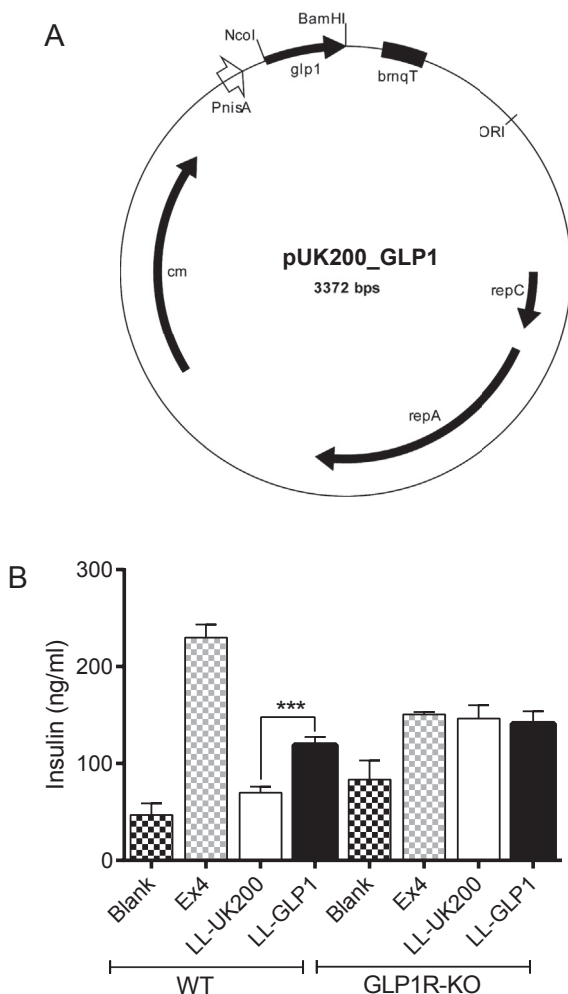 A
BamHI
NcoI
glp1
brnqT
PnisA
ORI
pUK200_GLP1
3372 bps
cm
repC
repA
B
300
200
100
0
Insulin (ng/ml)
***
Blank
Ex4
LL-UK200
LL-GLP1
Blank
Ex4
LL-UK200
LL-GLP1
WT
GLP1R-KO